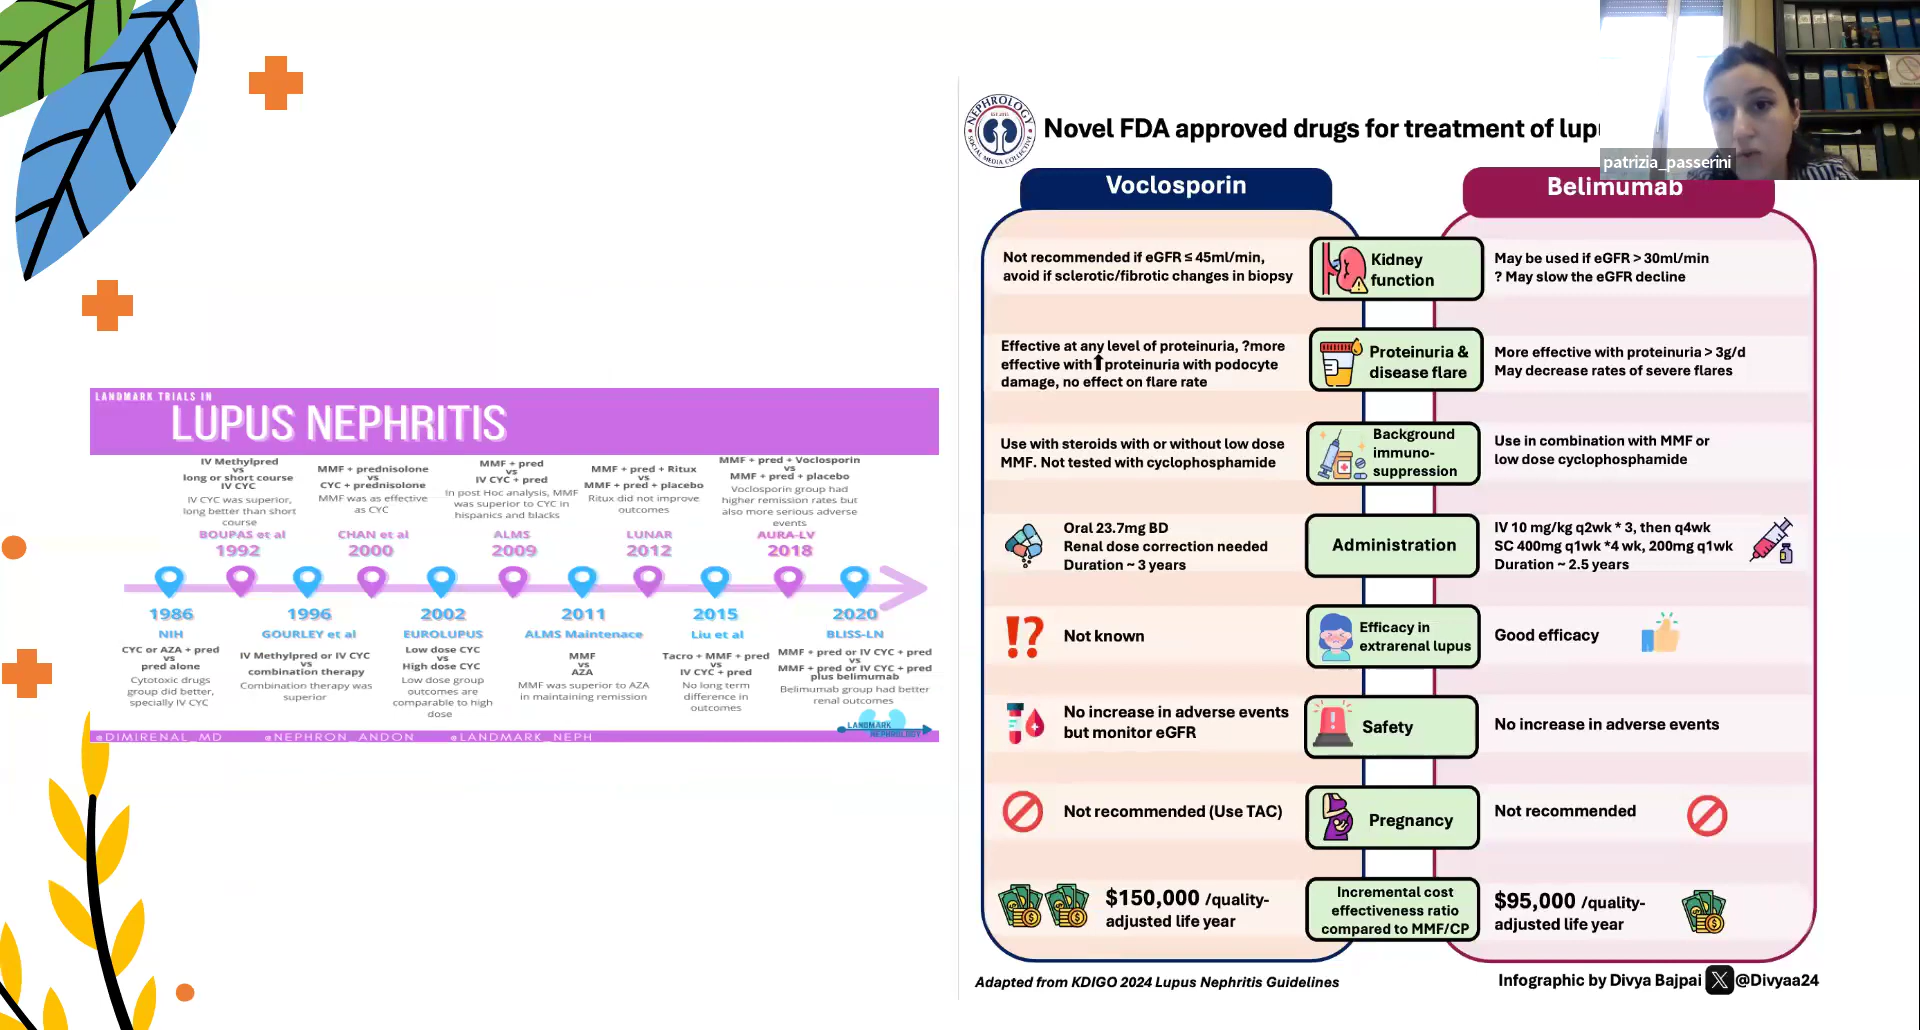 LANDMARK TRIALS IN
LUPUS NEPHRITIS
IV Methylpred
vs
long or short course
IV CYC
IV CYC was superior,
long better than short
course
BOUPAS et al
1992
MMF + prednisolone
vs
CYC + prednisolone
MMF was as effective
as CYC
CHAN et al
2000
MMF + pred
vs
IV CYC + pred
In post Hoc analysis, MMF
was superior to CYC in
hispanics and blacks
ALMS
2009
MMF + pred + Ritux
vs
MMF + pred + placebo
Ritux did not improve
outcomes
LUNAR
2012
MMF + pred + Voclosporin
vs
MMF + pred + placebo
Voclosporin group had
higher remission rates but
also more serious adverse
events
AURA-LV
2018
1986
NIH
CYC or AZA + pred
vs
pred alone
Cytotoxic drugs
group did better,
specially IV CYC
1996
GOURLEY et al
IV Methylpred or IV CYC
vs
combination therapy
Combination therapy was
superior
2002
EUROLUPUS
Low dose CYC
vs
High dose CYC
Low dose group
outcomes are
comparable to high
dose
2011
ALMS Maintenace
MMF
vs
AZA
MMF was superior to AZA
in maintaining remission
2015
Liu et al
Tacro + MMF + pred
vs
IV CYC + pred
No long term
difference in
outcomes
2020
BLISS-LN
MMF + pred or IV CYC + pred
vs
MMF + pred or IV CYC + pred
plus belimumab
Belimumab group had better
renal outcomes
@DIMIRENAL_MD @NEPHRON_ANDON @LANDMARK_NEPH
LANDMARK
NEPHROLOGY
NEPHROLOGY
SOCIAL MEDIA COLLECTIVE
Novel FDA approved drugs for treatment of
patrizia_passerini
Voclosporin
Belimumab
Not recommended if eGFR ≤ 45ml/min,
avoid if sclerotic/fibrotic changes in biopsy
Kidney
function
May be used if eGFR > 30ml/min
? May slow the eGFR decline
Effective at any level of proteinuria, ?more
effective with⬆proteinuria with podocyte
damage, no effect on flare rate
Proteinuria &
disease flare
More effective with proteinuria > 3g/d
May decrease rates of severe flares
Use with steroids with or without low dose
MMF. Not tested with cyclophosphamide
Background
immuno-
suppression
Use in combination with MMF or
low dose cyclophosphamide
Oral 23.7mg BD
Renal dose correction needed
Duration ~ 3 years
Administration
IV 10 mg/kg q2wk * 3, then q4wk
SC 400mg q1wk *4 wk, 200mg q1wk
Duration ~ 2.5 years
Not known
Efficacy in
extrarenal lupus
Good efficacy
No increase in adverse events
but monitor eGFR
Safety
No increase in adverse events
Not recommended (Use TAC)
Pregnancy
Not recommended
$150,000 /quality-
adjusted life year
Incremental cost
effectiveness ratio
compared to MMF/CP
$95,000 /quality-
adjusted life year
Adapted from KDIGO 2024 Lupus Nephritis Guidelines
Infographic by Divya Bajpai X @Divyaa24